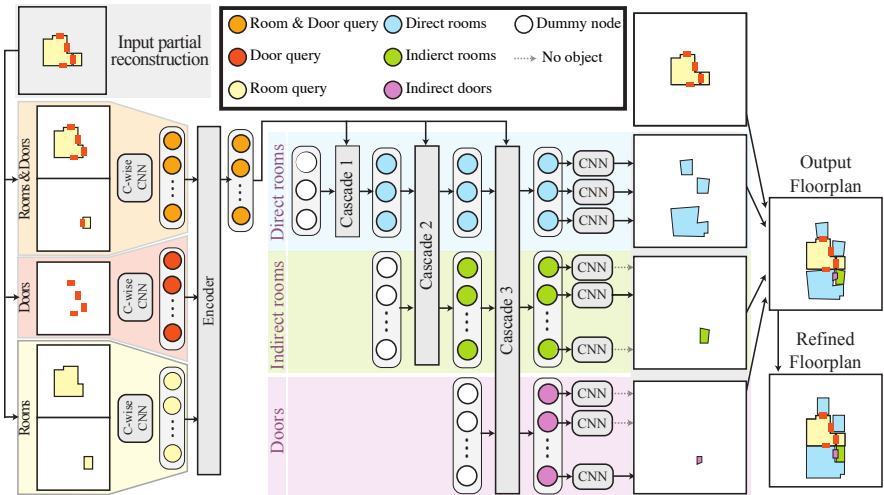 Input partial
reconstruction
Room & Door query
Door query
Room query
Direct rooms
Indierct rooms
Indirect doors
Dummy node
No object
Rooms & Doors
C-wise
CNN
Doors
C-wise
CNN
Rooms
C-wise
CNN
Encoder
Direct rooms
Cascade 1
Cascade 2
Cascade 3
CNN
CNN
CNN
Indirect rooms
CNN
CNN
CNN
Doors
CNN
CNN
CNN
Output
Floorplan
Refined
Floorplan